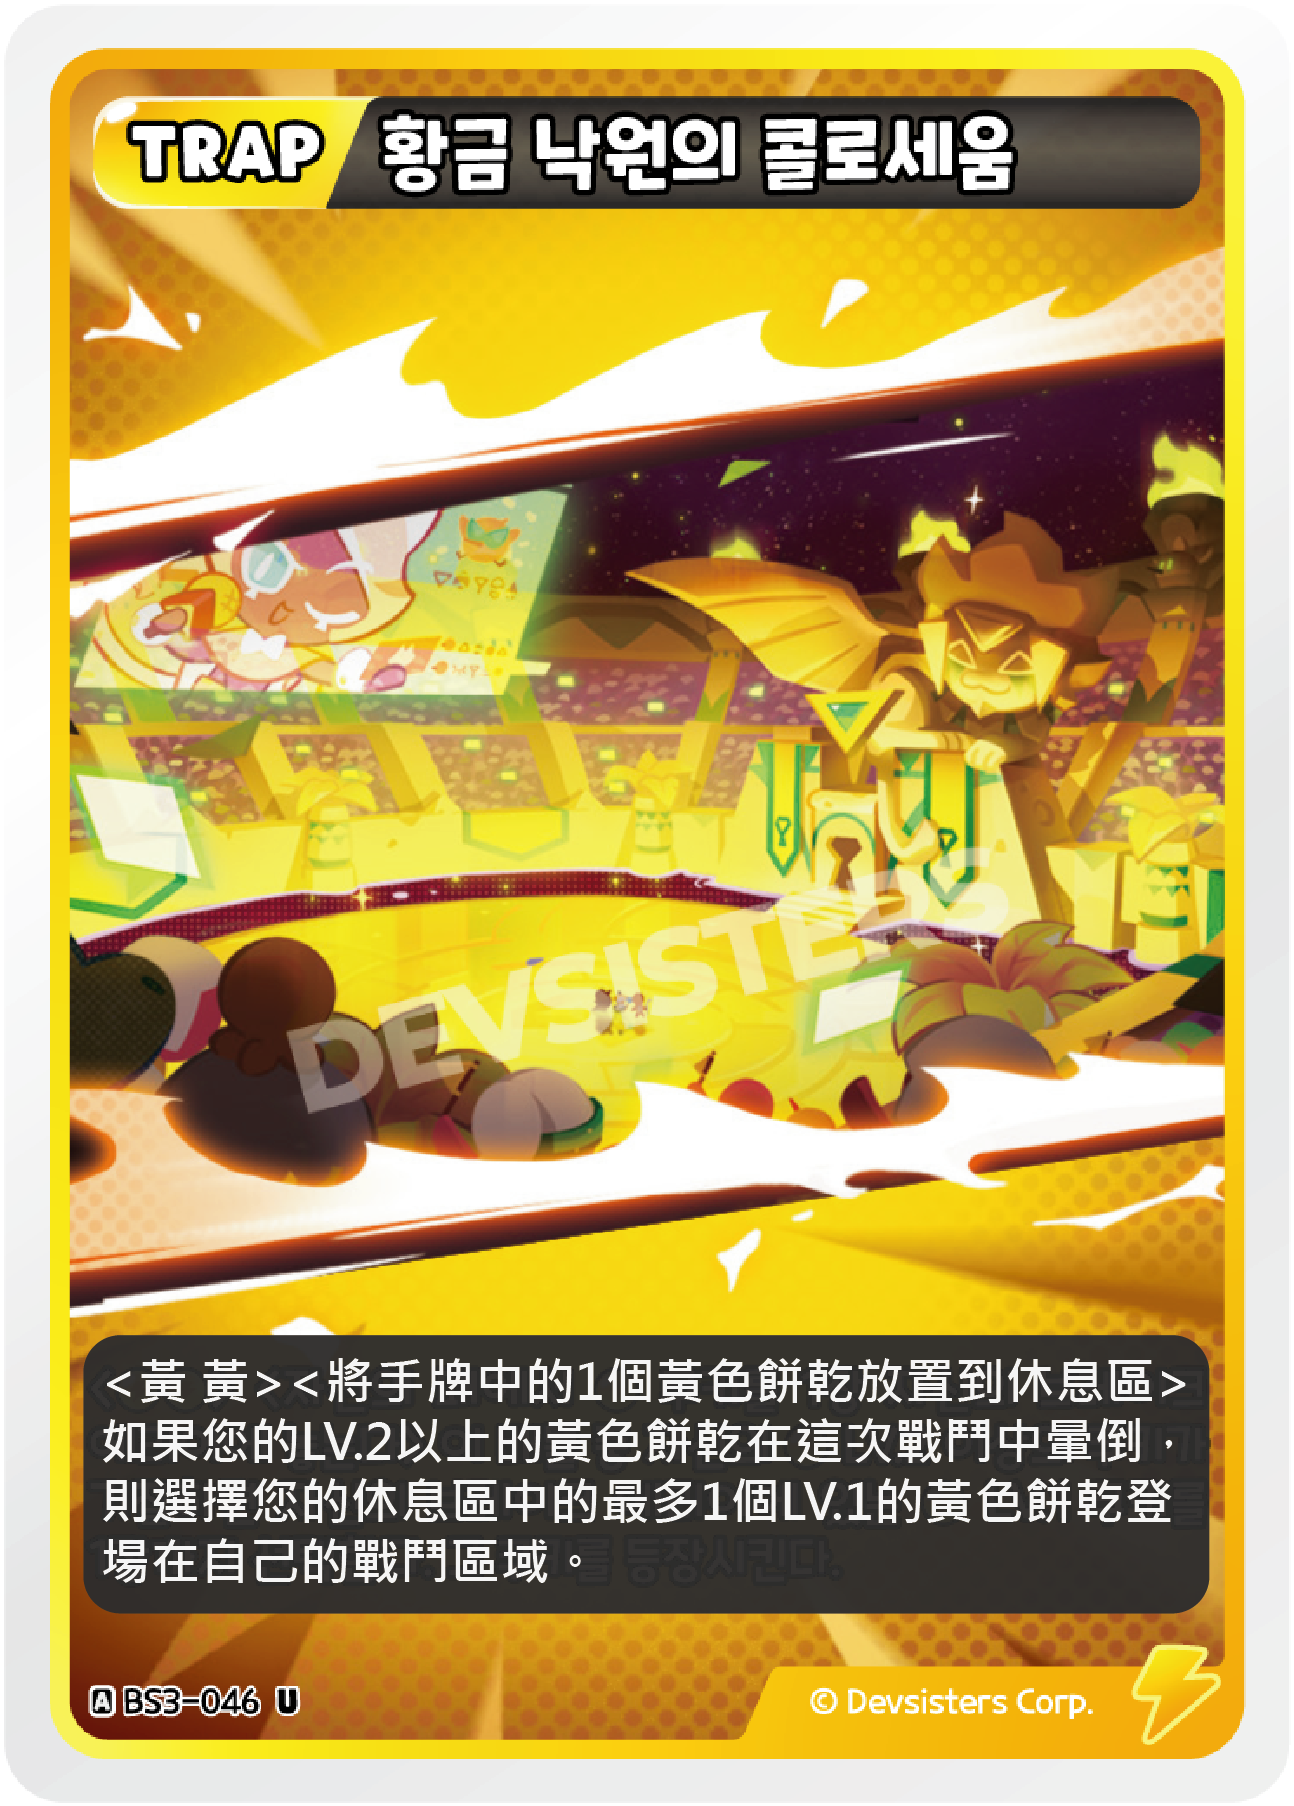 TRAP 황금 낙원의 콜로세움
DEVSISTERS
<黃 黃><將手牌中的1個黃色餅乾放置到休息區>
如果您的LV.2以上的黃色餅乾在這次戰鬥中暈倒，
則選擇您的休息區中的最多1個LV.1的黃色餅乾登
場在自己的戰鬥區域。
A BS3-046 U
© Devsisters Corp.